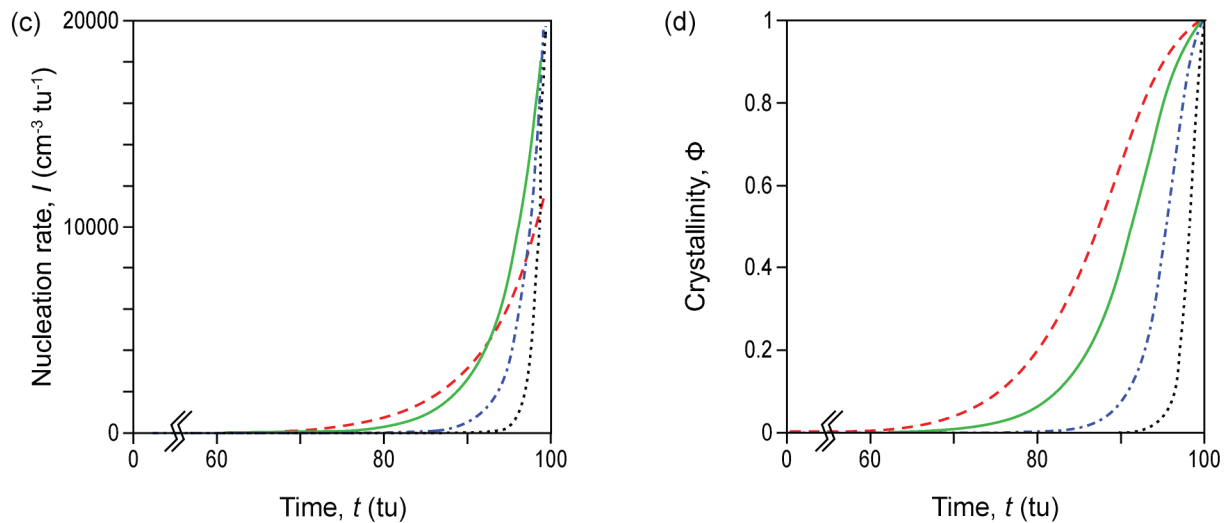 (c)
20000
10000
0
Nucleation rate, I (cm⁻³ tu⁻¹)
0 60 80 100
Time, t (tu)
(d)
1
0.8
0.6
0.4
0.2
0
Crystallinity, Φ
0 60 80 100
Time, t (tu)